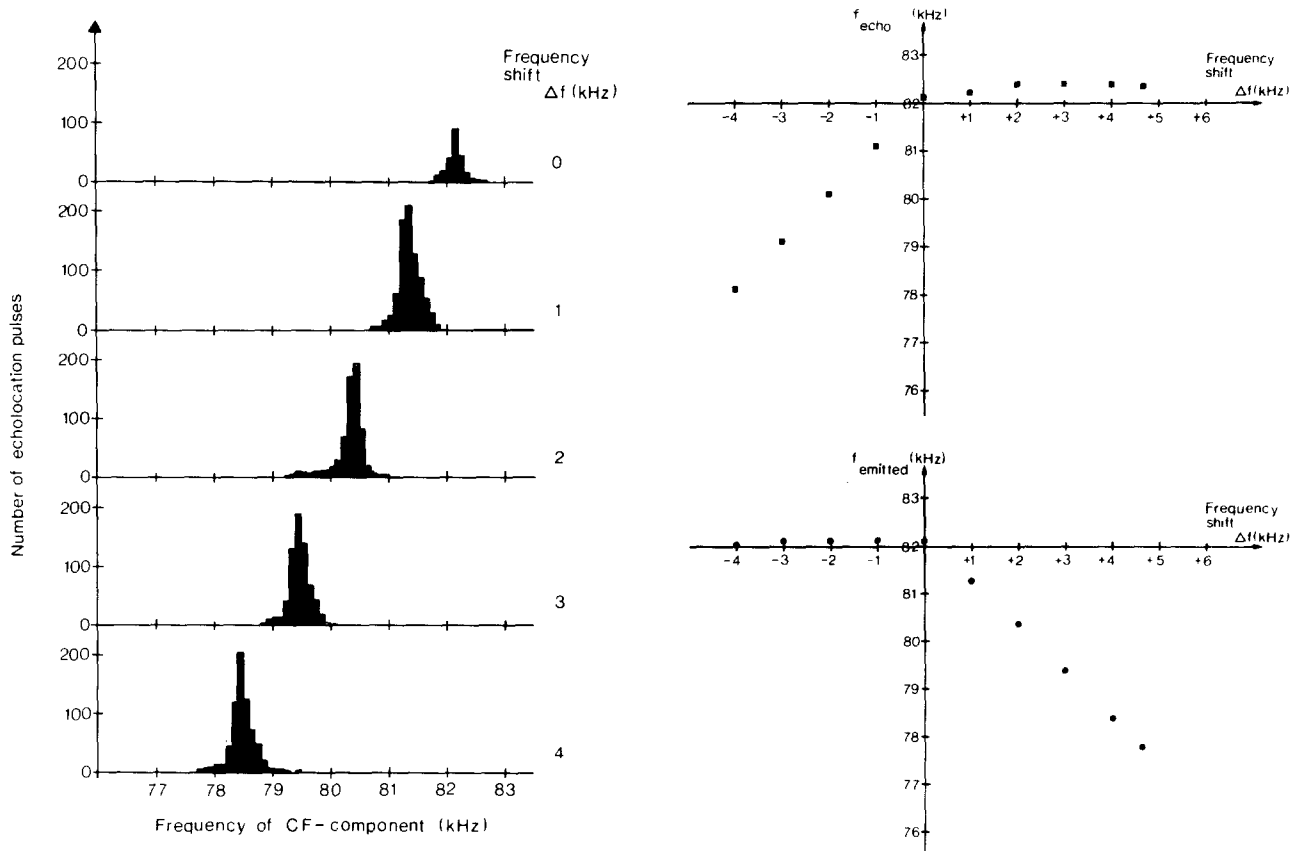 Number of echolocation pulses
200
100
0
200
100
0
200
100
0
200
100
0
200
100
0
77 78 79 80 81 82 83
Frequency of CF-component (kHz)
Frequency
shift
Δf (kHz)
0
1
2
3
4
f echo (kHz)
83
82
81
80
79
78
77
76
-4 -3 -2 -1 +1 +2 +3 +4 +5 +6
Frequency
shift
Δf(kHz)
f emitted (kHz)
83
82
81
80
79
78
77
76
-4 -3 -2 -1 +1 +2 +3 +4 +5 +6
Frequency
shift
Δf(kHz)